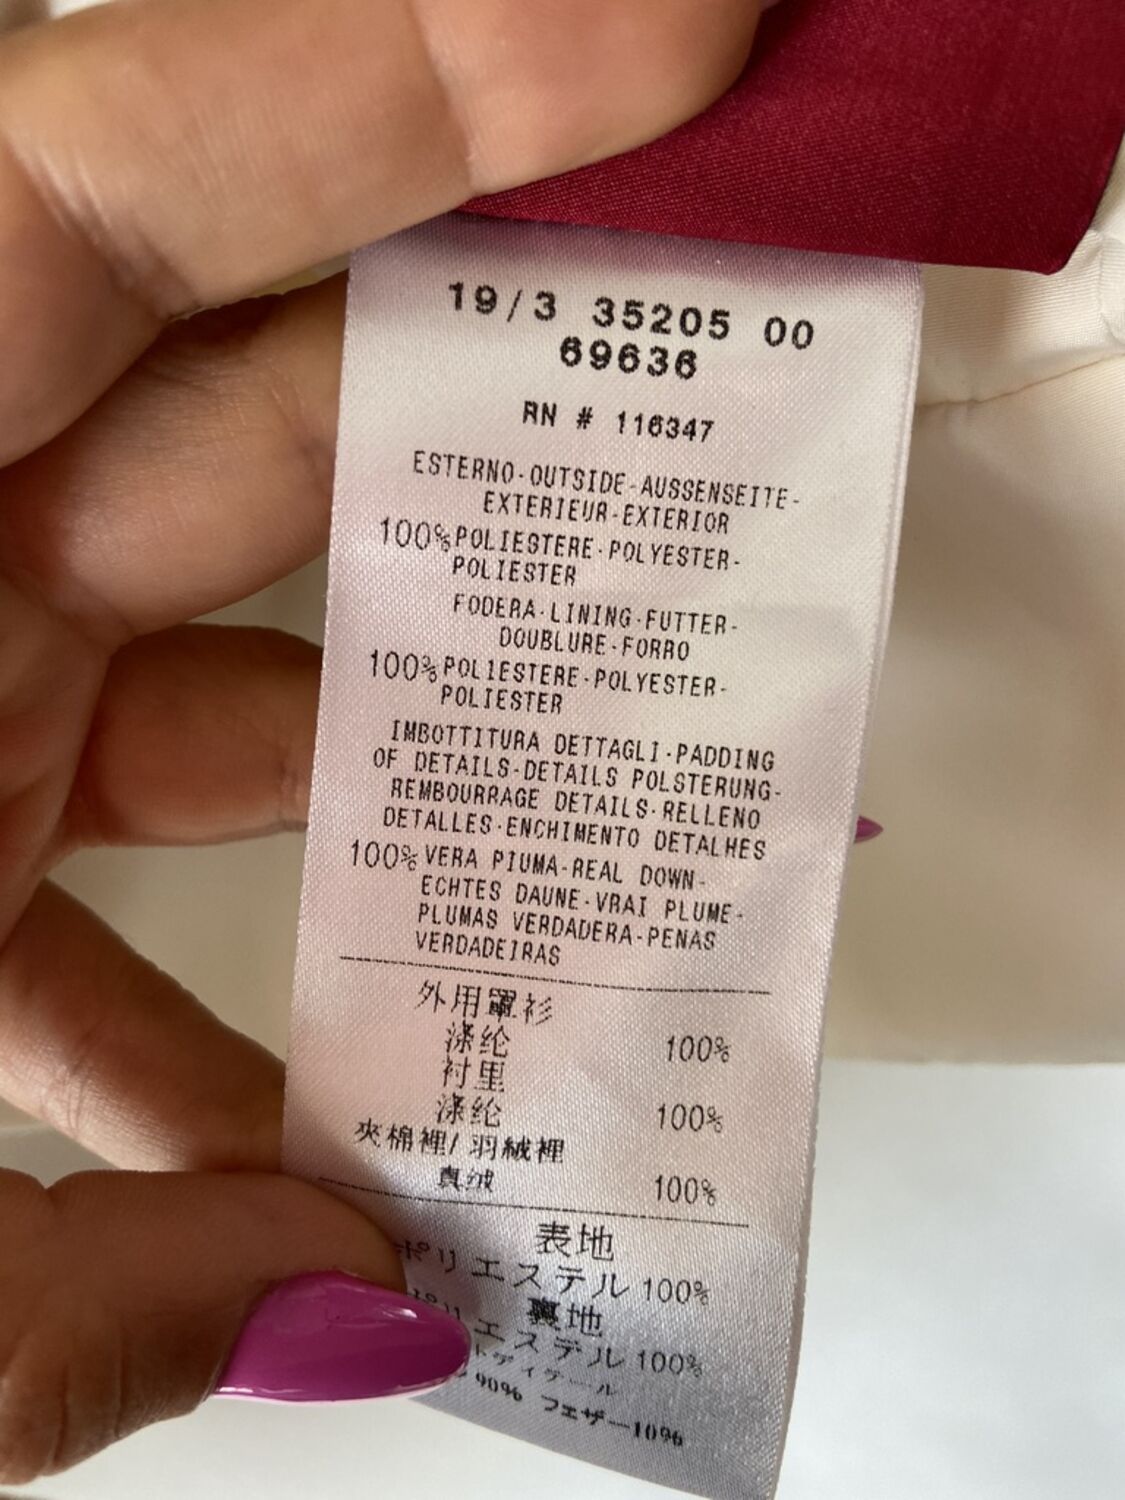 19/3 35205 00
69636
RN # 116347
ESTERNO-OUTSIDE-AUSSENSEITE-
EXTERIEUR-EXTERIOR
100% POLIESTERE-POLYESTER-
POLIESTER
FODERA-LINING-FUTTER-
DOUBLURE-FORRO
100% POLIESTERE-POLYESTER-
POLIESTER
IMBOTTITURA DETTAGLI-PADDING
OF DETAILS-DETAILS POLSTERUNG-
REMBOURRAGE DETAILS-RELLENO
DETALLES-ENCHIMENTO DETALHES
100% VERA PIUMA-REAL DOWN-
ECHTES DAUNE-VRAI PLUME-
PLUMAS VERDADERA-PENAS
VERDADEIRAS
外用罩衫
涤纶 100%
衬里
涤纶 100%
夾棉裡/羽絨裡
真绒 100%
表地
ポリエステル 100%
裏地
エステル 100%
90% フェザー10%